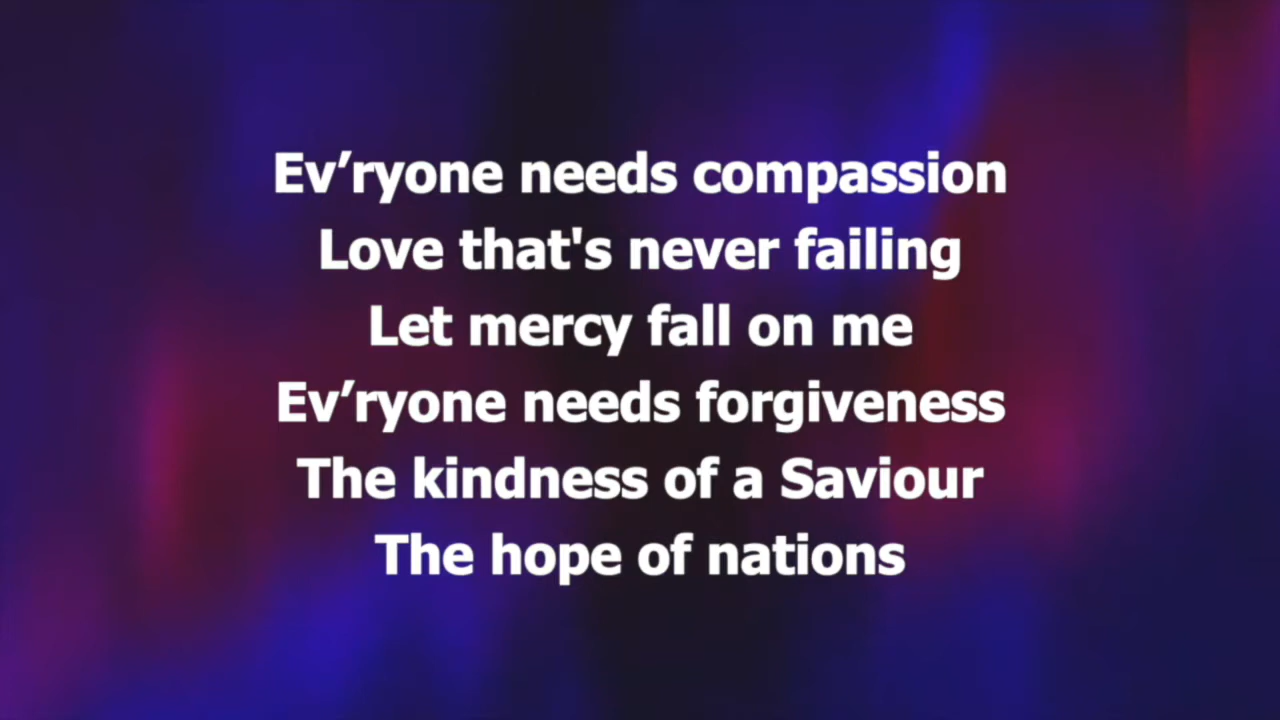 Ev’ryone needs compassion
Love that's never failing
Let mercy fall on me
Ev’ryone needs forgiveness
The kindness of a Saviour
The hope of nations